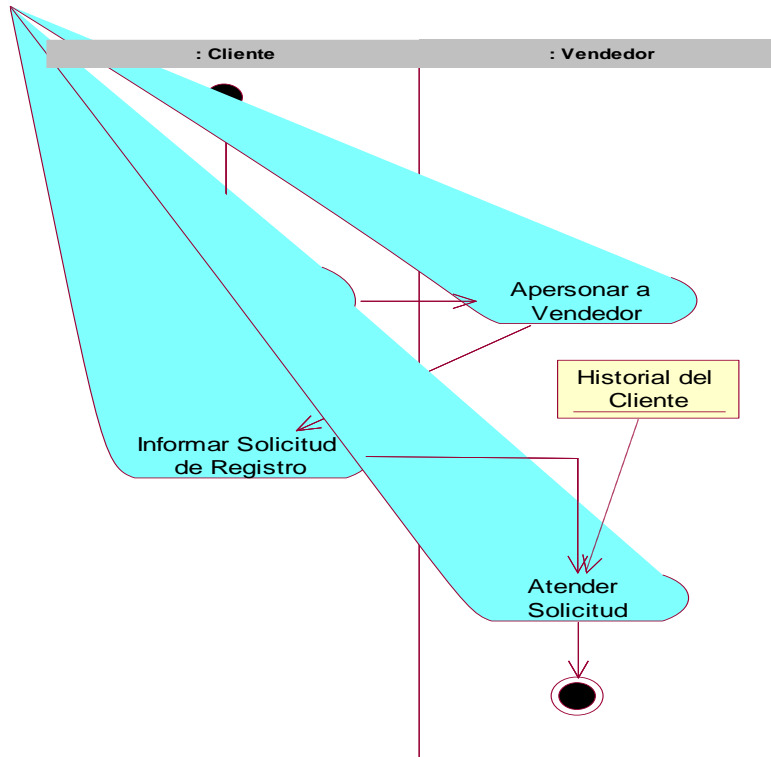 : Cliente
: Vendedor
Apersonar a
Vendedor
Historial del
Cliente
Informar Solicitud
de Registro
Atender
Solicitud